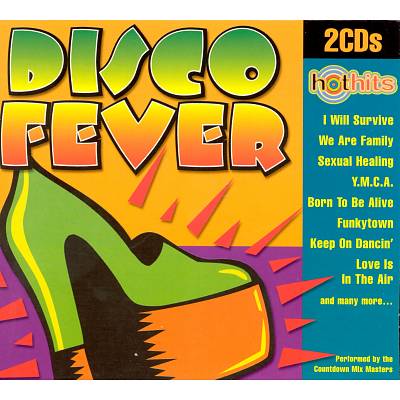 DISCO
FEVER
2CDs
hothits
I Will Survive
We Are Family
Sexual Healing
Y.M.C.A.
Born To Be Alive
Funkytown
Keep On Dancin'
Love Is
In The Air
and many more...
Performed by the
Countdown Mix Masters